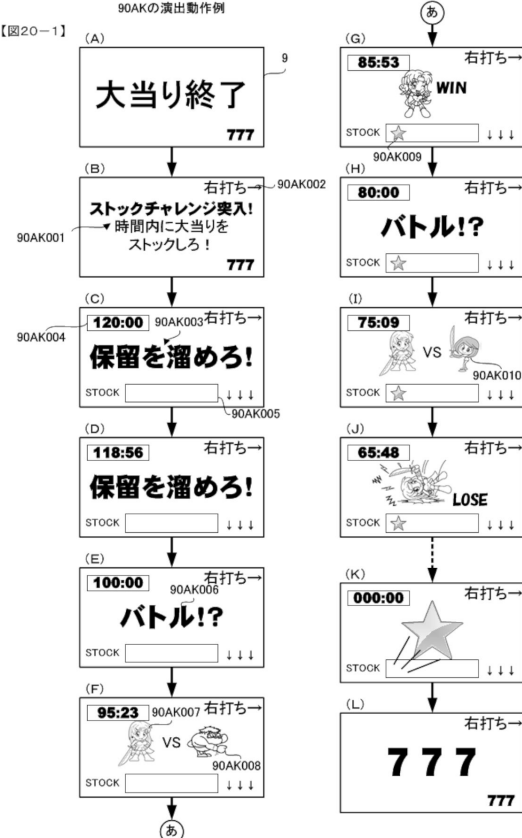 90AKの演出動作例
【図20-1】
(A)
9
大当り終了
777
(B)
右打ち→
90AK002
ストックチャレンジ突入!
90AK001
時間内に大当りを
ストックしろ!
777
(C)
90AK004
120:00
90AK003
右打ち→
保留を溜めろ!
STOCK
↓↓↓
90AK005
(D)
118:56
右打ち→
保留を溜めろ!
STOCK
↓↓↓
(E)
100:00
右打ち→
90AK006
バトル!?
STOCK
↓↓↓
(F)
95:23
90AK007
右打ち→
VS
90AK008
STOCK
↓↓↓
あ
あ
(G)
85:53
右打ち→
WIN
STOCK
↓↓↓
90AK009
(H)
80:00
右打ち→
バトル!?
STOCK
↓↓↓
(I)
75:09
右打ち→
VS
90AK010
STOCK
↓↓↓
(J)
65:48
右打ち→
LOSE
STOCK
↓↓↓
(K)
000:00
右打ち→
STOCK
↓↓↓
(L)
右打ち→
777
777